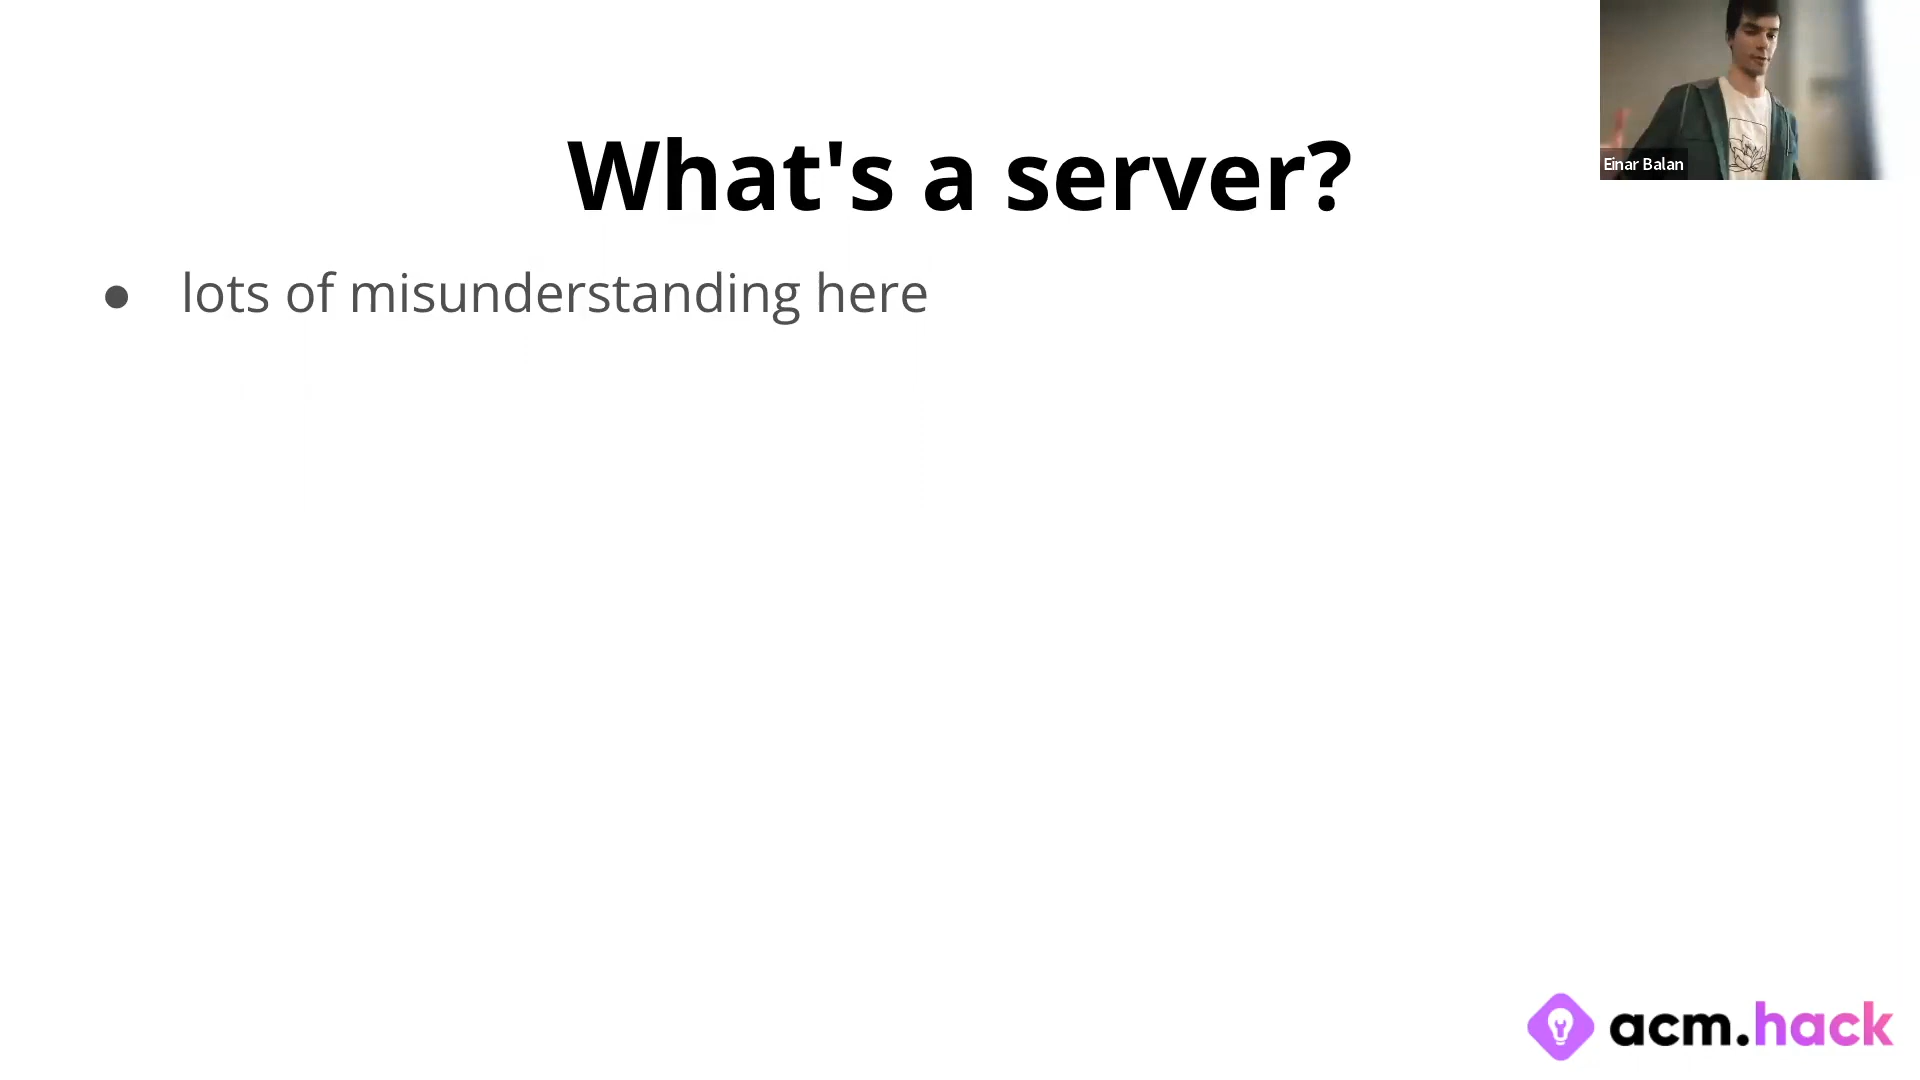 What's a server?
● lots of misunderstanding here
Einar Balan
acm.hack